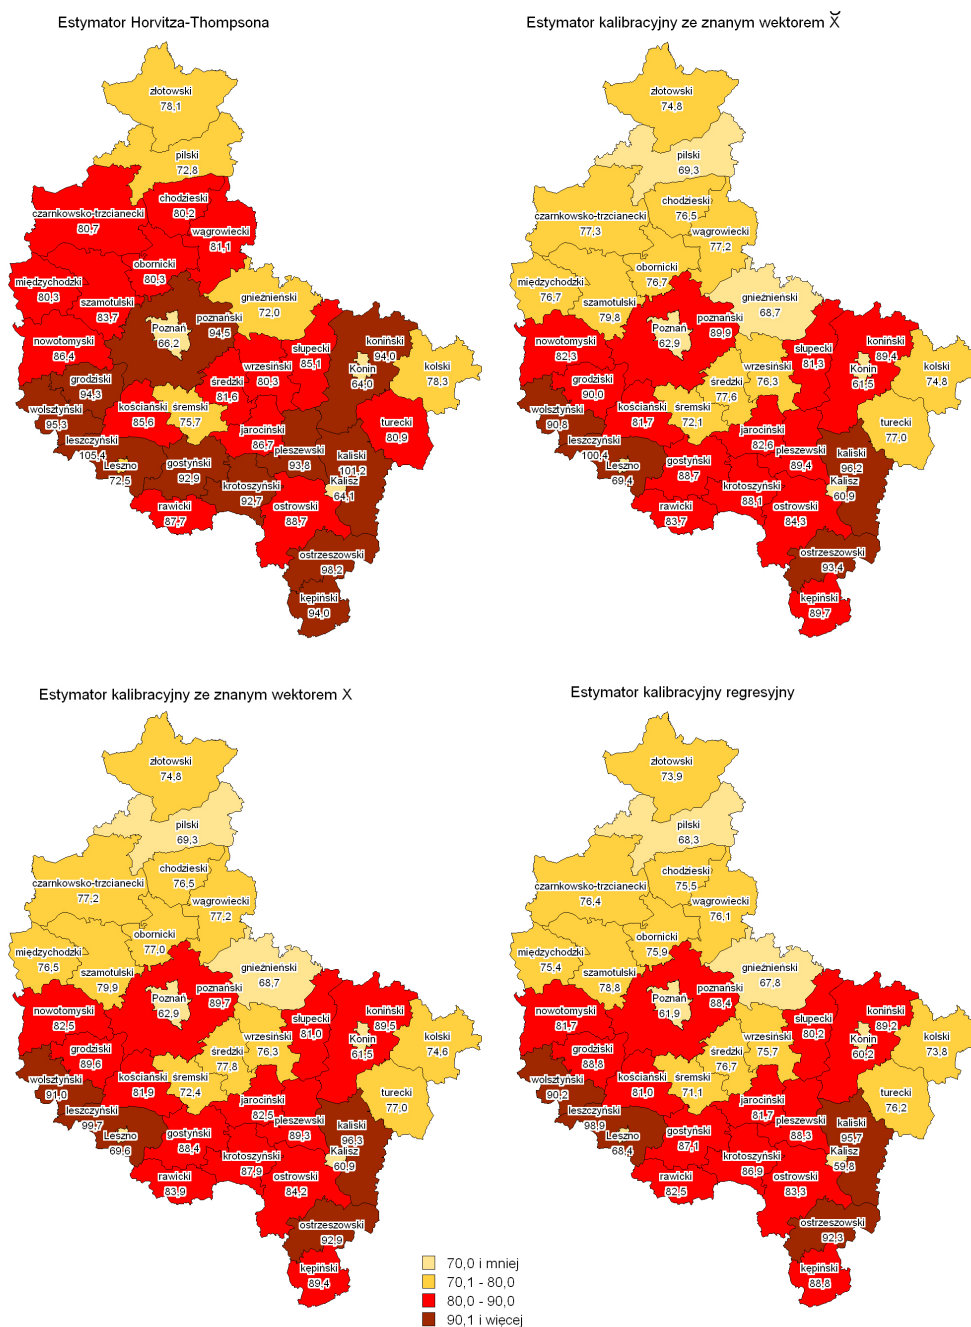 Estymator Horvitza-Thompsona
złotowski
78,1
pilski
72,8
chodzieski
80,2
czarnkowsko-trzcianecki
80,7
wągrowiecki
81,1
obornicki
80,3
międzychodzki
80,3
szamotulski
83,7
gnieźnieński
72,0
poznański
94,5
Poznań
66,2
nowotomyski
86,4
słupecki
85,1
koniński
94,0
Konin
64,0
kolski
78,3
wrzesiński
80,3
grodziski
94,3
średzki
81,6
wolsztyński
95,3
kościański
85,6
śremski
75,7
turecki
80,9
jarociński
86,7
leszczyński
105,4
pleszewski
93,8
kaliski
101,2
Leszno
72,5
gostyński
92,9
krotoszyński
92,7
Kalisz
64,1
rawicki
87,7
ostrowski
88,7
ostrzeszowski
98,2
kępiński
94,0
Estymator kalibracyjny ze znanym wektorem X̆
złotowski
74,8
pilski
69,3
chodzieski
76,5
czarnkowsko-trzcianecki
77,3
wągrowiecki
77,2
obornicki
76,7
międzychodzki
76,7
szamotulski
79,8
gnieźnieński
68,7
poznański
89,9
Poznań
62,9
nowotomyski
82,3
słupecki
81,3
koniński
89,4
Konin
61,5
kolski
74,8
wrzesiński
76,3
grodziski
90,0
średzki
77,6
wolsztyński
90,8
kościański
81,7
śremski
72,1
turecki
77,0
jarociński
82,6
leszczyński
100,4
pleszewski
89,4
kaliski
96,2
Leszno
69,4
gostyński
88,7
krotoszyński
88,1
Kalisz
60,9
rawicki
83,7
ostrowski
84,3
ostrzeszowski
93,4
kępiński
89,7
Estymator kalibracyjny ze znanym wektorem X
złotowski
74,8
pilski
69,3
chodzieski
76,5
czarnkowsko-trzcianecki
77,2
wągrowiecki
77,2
obornicki
77,0
międzychodzki
76,5
szamotulski
79,9
gnieźnieński
68,7
poznański
89,7
Poznań
62,9
nowotomyski
82,5
słupecki
81,0
koniński
89,5
Konin
61,5
kolski
74,6
wrzesiński
76,3
grodziski
89,6
średzki
77,8
wolsztyński
91,0
kościański
81,9
śremski
72,4
turecki
77,0
jarociński
82,5
leszczyński
99,7
pleszewski
89,3
kaliski
96,3
Leszno
69,6
gostyński
88,4
krotoszyński
87,9
Kalisz
60,9
rawicki
83,9
ostrowski
84,2
ostrzeszowski
92,9
kępiński
89,4
Estymator kalibracyjny regresyjny
złotowski
73,9
pilski
68,3
chodzieski
75,5
czarnkowsko-trzcianecki
76,4
wągrowiecki
76,1
obornicki
75,9
międzychodzki
75,4
szamotulski
78,8
gnieźnieński
67,8
poznański
88,4
Poznań
61,9
nowotomyski
81,7
słupecki
80,2
koniński
89,2
Konin
60,2
kolski
73,8
wrzesiński
75,7
grodziski
88,8
średzki
76,7
wolsztyński
90,2
kościański
81,0
śremski
71,1
turecki
76,2
jarociński
81,7
leszczyński
98,9
pleszewski
88,3
kaliski
95,7
Leszno
68,4
gostyński
87,1
krotoszyński
86,9
Kalisz
59,8
rawicki
82,5
ostrowski
83,3
ostrzeszowski
92,3
kępiński
88,8
70,0 i mniej
70,1 - 80,0
80,0 - 90,0
90,1 i więcej